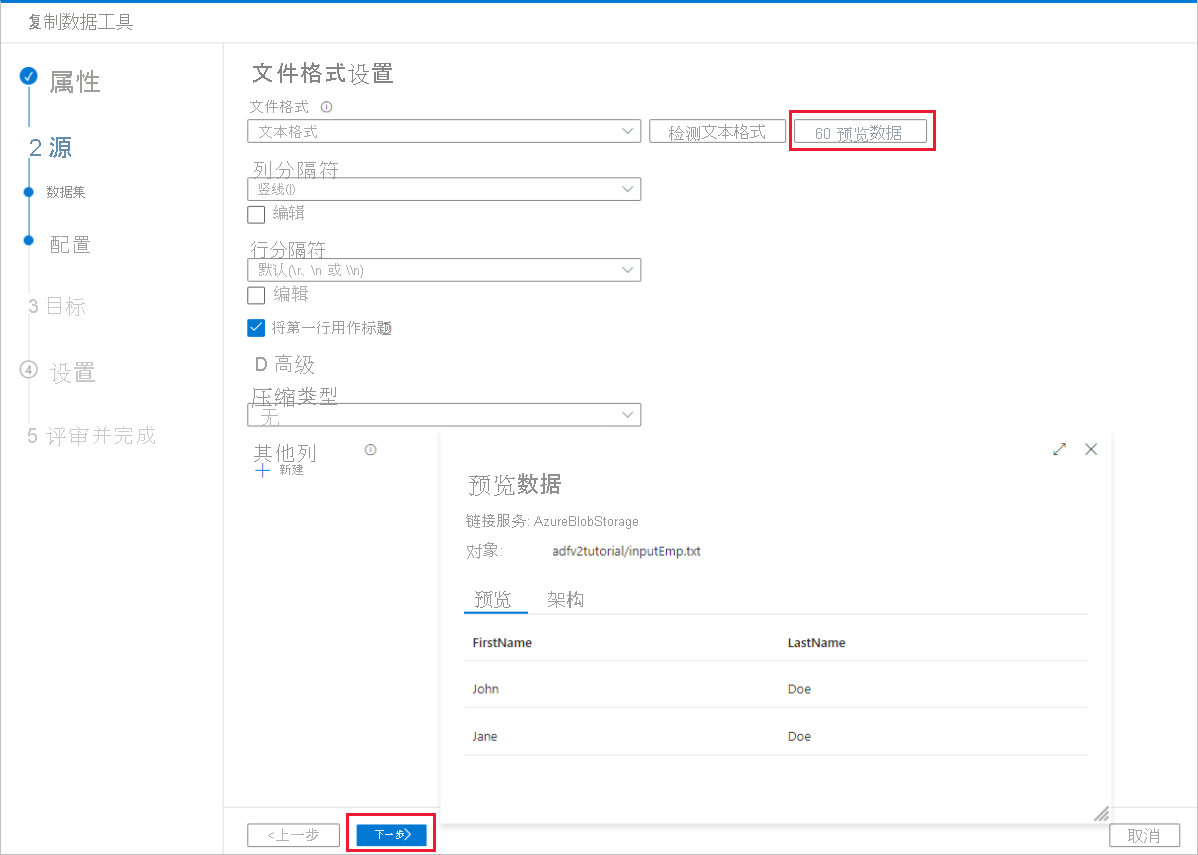 复制数据工具
属性
2 源
数据集
配置
3 目标
4 设置
5 评审并完成
文件格式设置
文件格式
文本格式
检测文本格式
60 预览数据
列分隔符
竖线(l)
编辑
行分隔符
默认(\r、\n 或 \\n)
编辑
将第一行用作标题
D 高级
压缩类型
无
其他列
新建
预览数据
链接服务: AzureBlobStorage
对象: adfv2tutorial/inputEmp.txt
预览 架构
FirstName LastName
John Doe
Jane Doe
<上一步
下一步>
取消